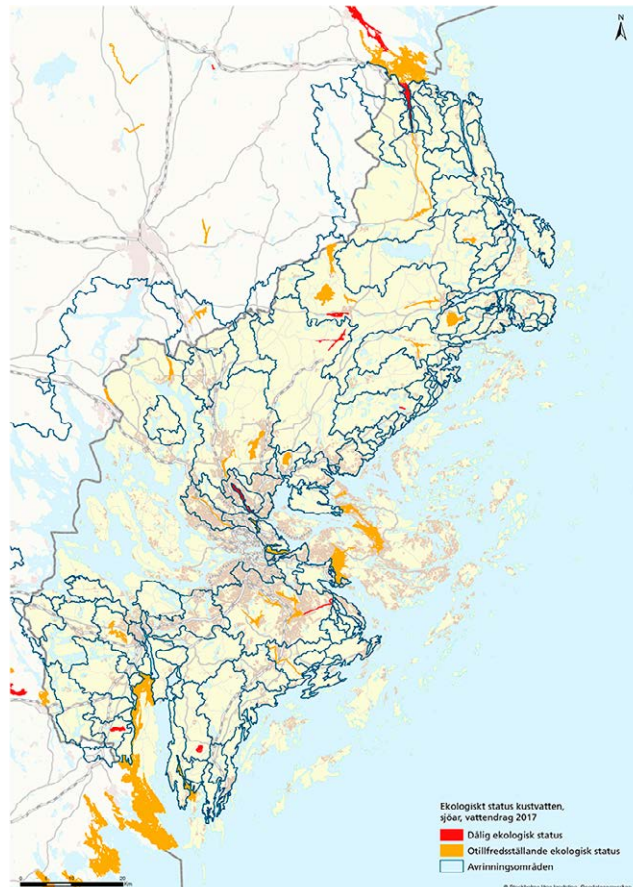 N
Ekologiskt status kustvatten,
sjöar, vattendrag 2017
Dålig ekologisk status
Otillfredsställande ekologisk status
Avrinningsområden
0
20
Km